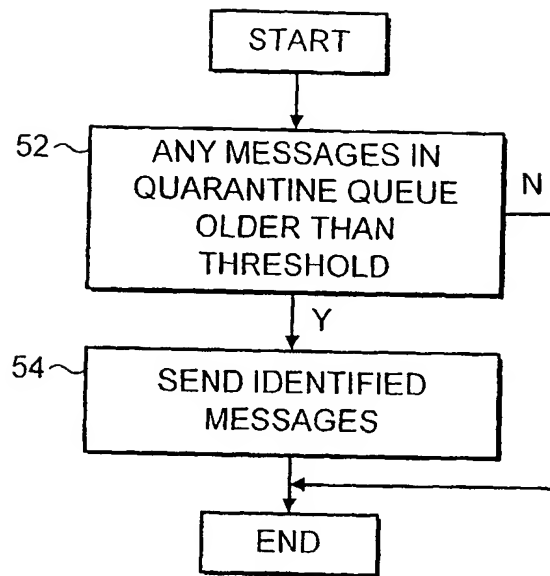 START
52
ANY MESSAGES IN
QUARANTINE QUEUE
OLDER THAN
THRESHOLD
N
Y
54
SEND IDENTIFIED
MESSAGES
END